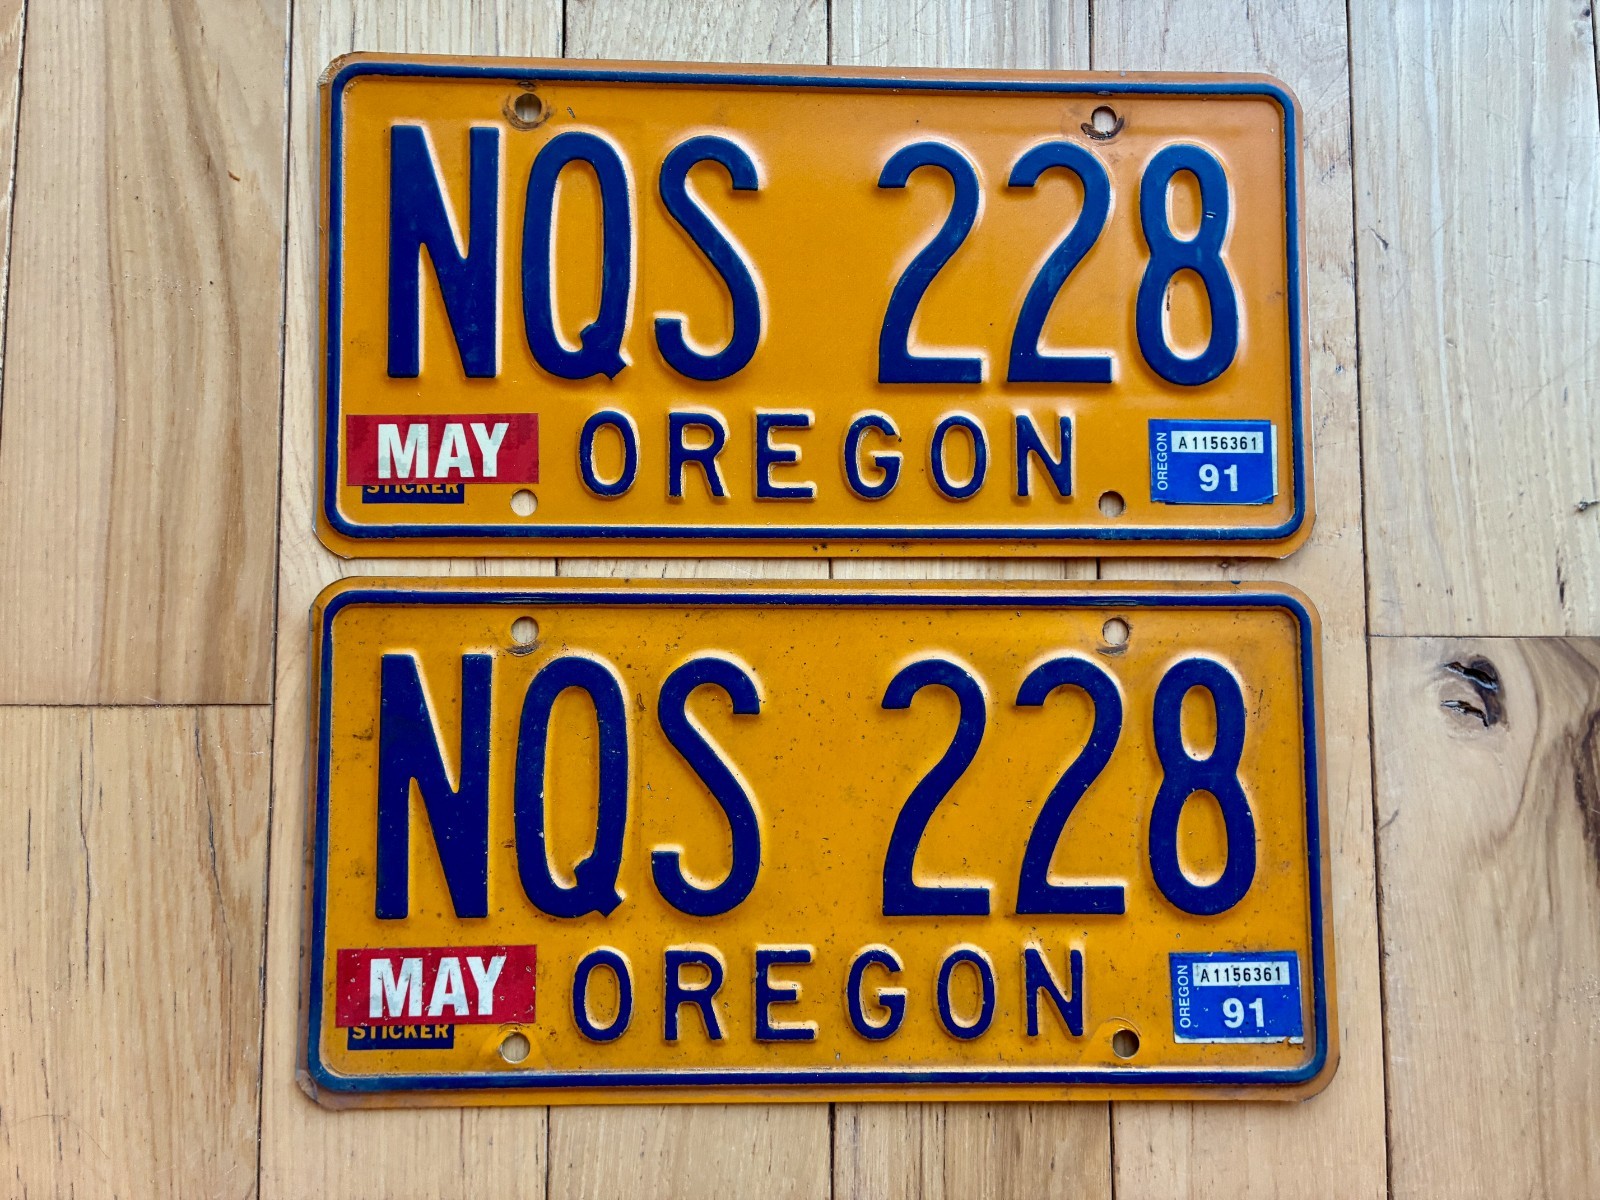 NQS 228
MAY
STICKER
OREGON
OREGON
A1156361
91
NQS 228
MAY
STICKER
OREGON
OREGON
A1156361
91